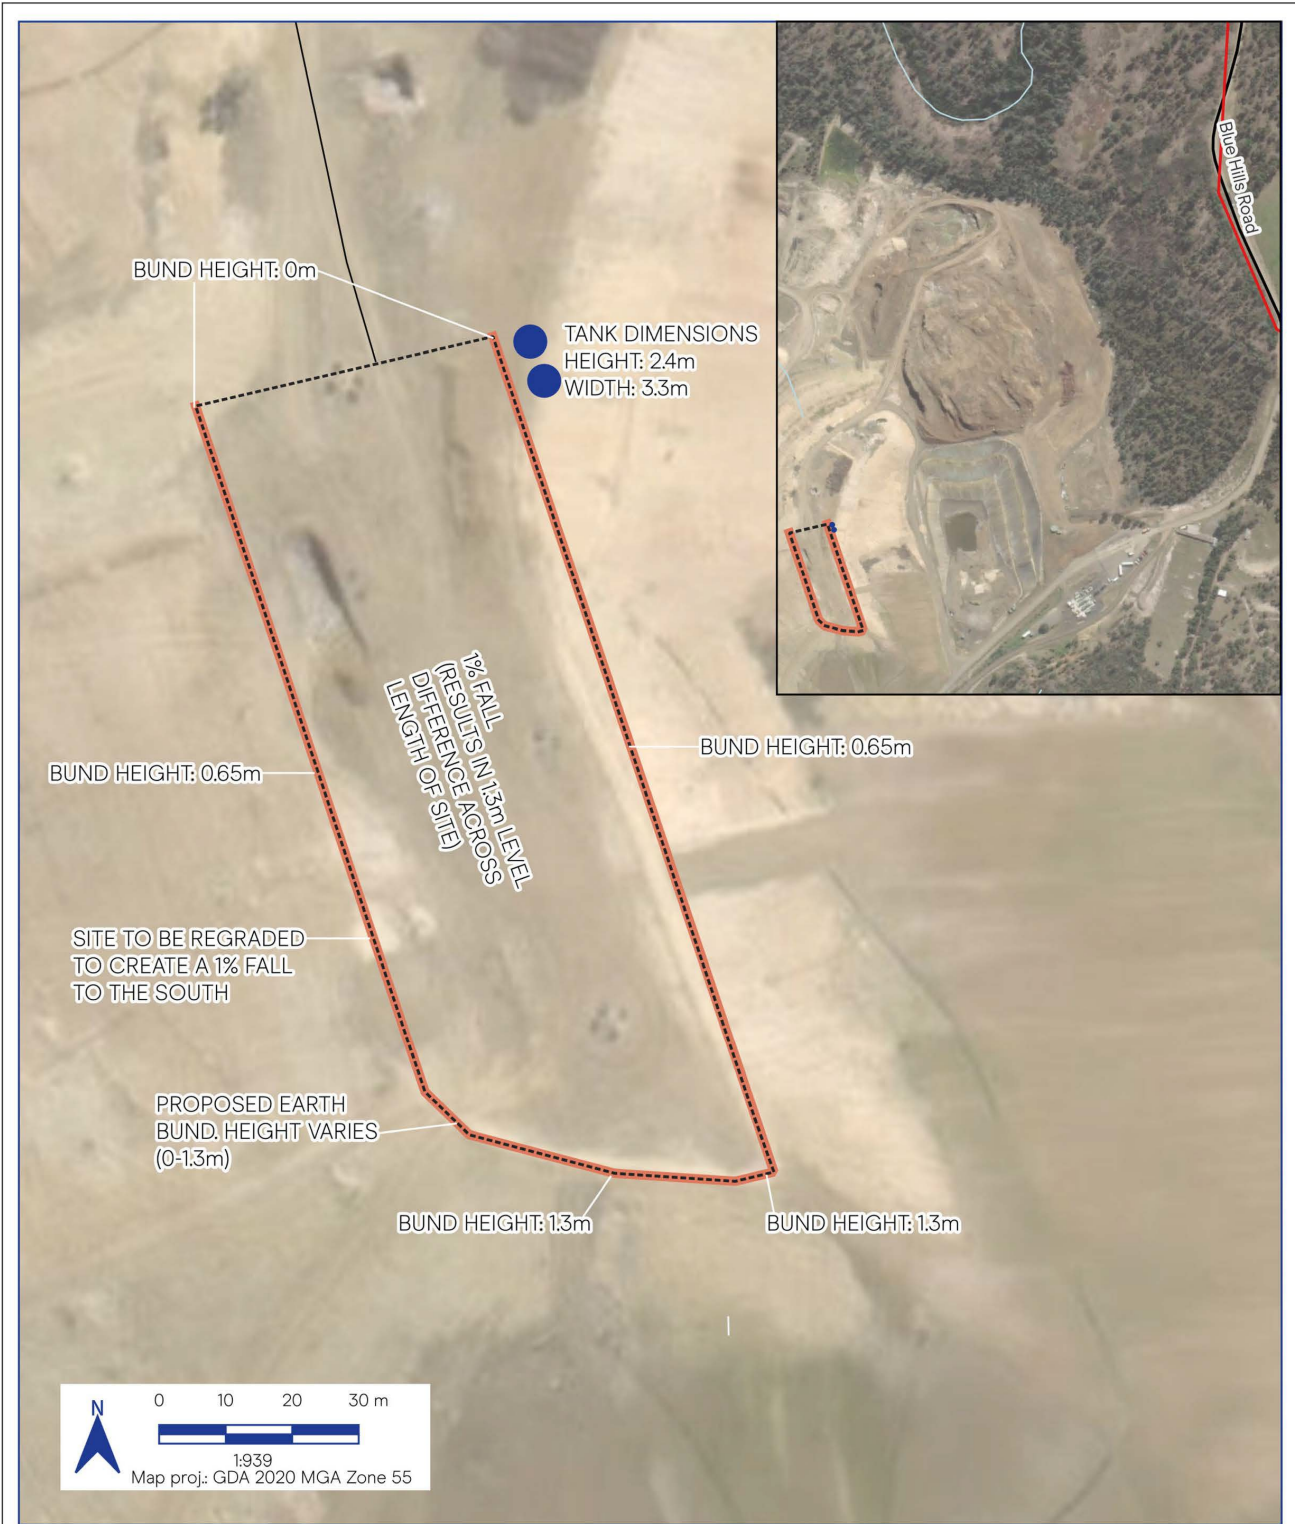 Blue Hills Road
BUND HEIGHT: 0m
TANK DIMENSIONS
HEIGHT: 2.4m
WIDTH: 3.3m
1% FALL
(RESULTS IN 1.3m LEVEL
DIFFERENCE ACROSS
LENGTH OF SITE)
BUND HEIGHT: 0.65m
BUND HEIGHT: 0.65m
SITE TO BE REGRADED
TO CREATE A 1% FALL
TO THE SOUTH
PROPOSED EARTH
BUND. HEIGHT VARIES
(0-1.3m)
BUND HEIGHT: 1.3m
BUND HEIGHT: 1.3m
N
0 10 20 30 m
1:939
Map proj.: GDA 2020 MGA Zone 55